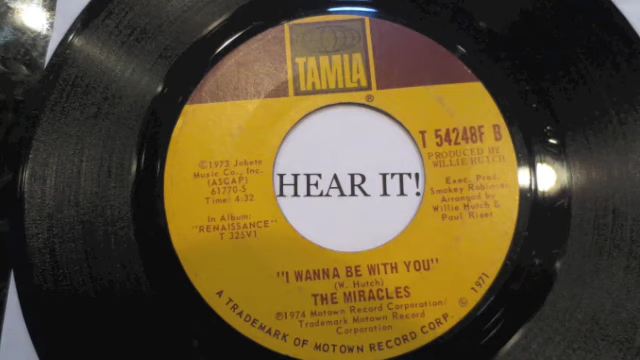 TAMLA
®
T 54248F B
PRODUCED BY
WILLIE HUTCH
Exec. Prod.
Smokey Robinson
Arranged by
Willie Hutch &
Paul Riser
©1973 Jobete
Music Co., Inc.
(ASCAP)
61770-S
Time: 4:32
In Album:
"RENAISSANCE"
T 325V1
HEAR IT!
"I WANNA BE WITH YOU"
(W. Hutch)
THE MIRACLES
℗1974 Motown Record Corporation
Trademark Motown Record
Corporation
A TRADEMARK OF MOTOWN RECORD CORP. © 1971